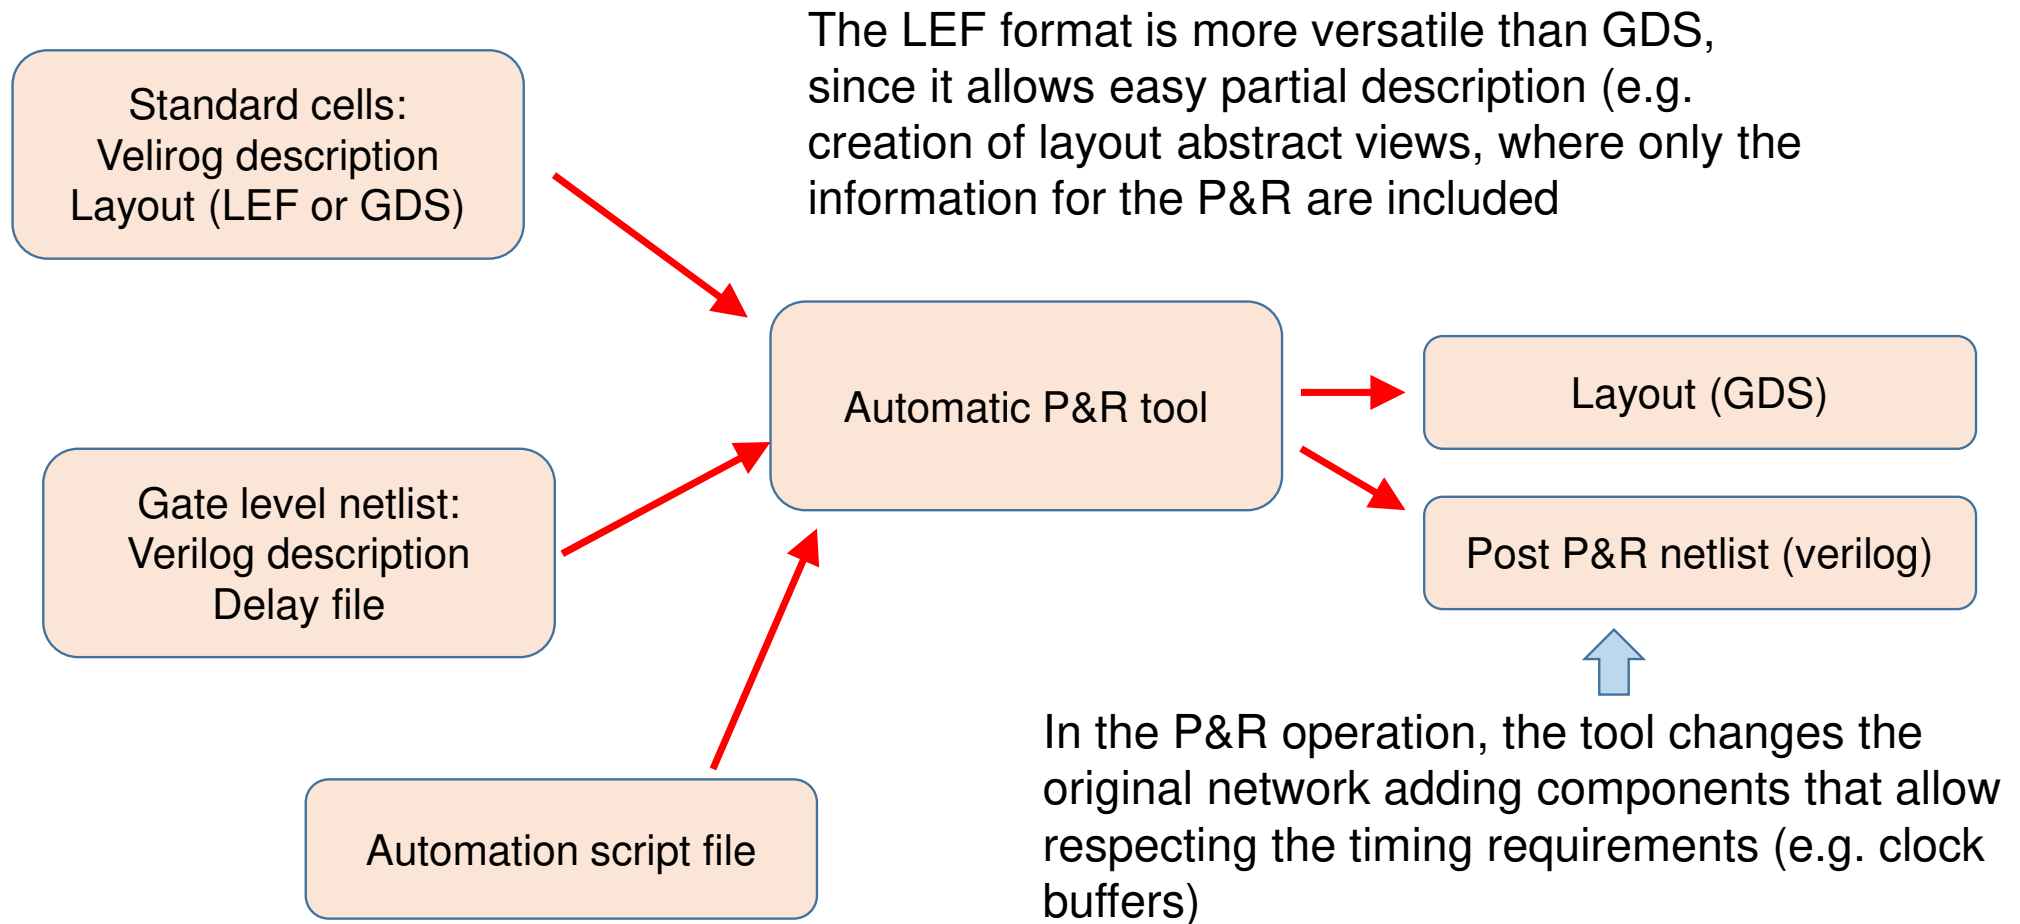 The LEF format is more versatile than GDS,
since it allows easy partial description (e.g.
creation of layout abstract views, where only the
information for the P&R are included
Standard cells:
Velirog description
Layout (LEF or GDS)
Automatic P&R tool
Layout (GDS)
Gate level netlist:
Verilog description
Delay file
Post P&R netlist (verilog)
Automation script file
In the P&R operation, the tool changes the
original network adding components that allow
respecting the timing requirements (e.g. clock
buffers)